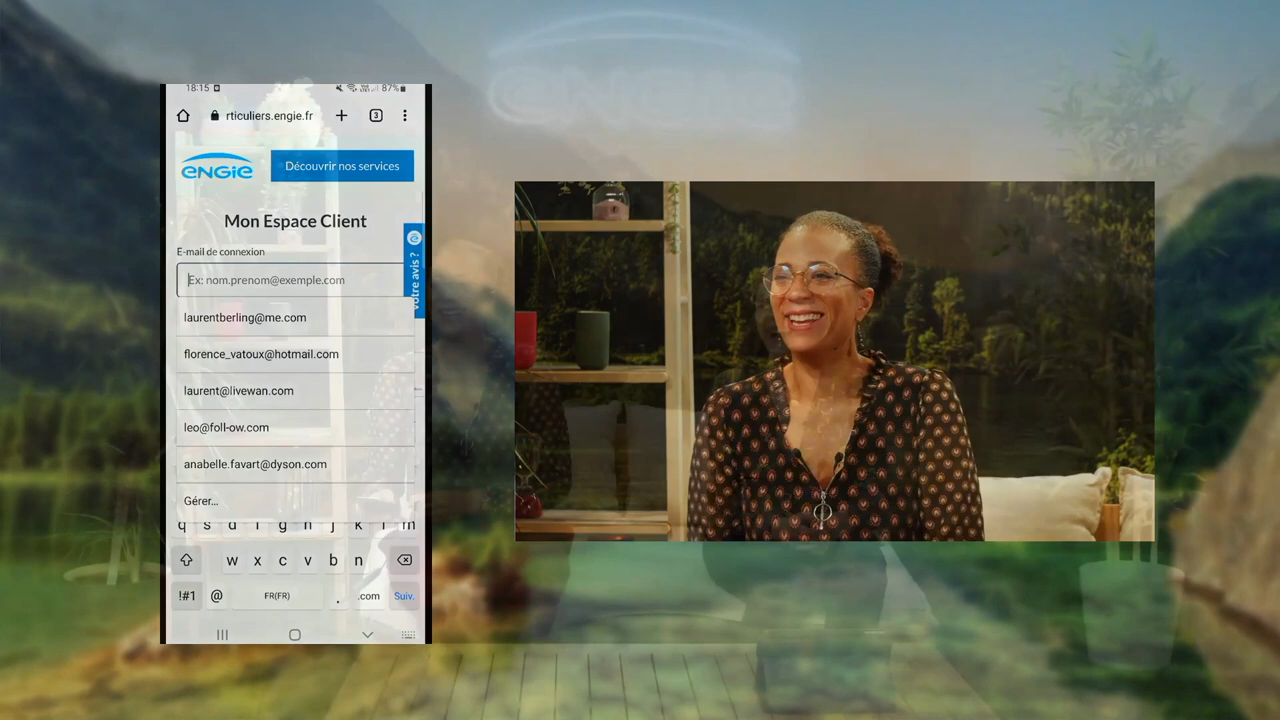 18:15
87%
rticuliers.engie.fr
3
ENGIE
Découvrir nos services
Mon Espace Client
E-mail de connexion
Ex: nom.prenom@exemple.com
votre avis ?
laurentberling@me.com
florence_vatoux@hotmail.com
laurent@livewan.com
leo@foll-ow.com
anabelle.favart@dyson.com
Gérer...
q s d f g h j k l m
w x c v b n
!#1 @ FR(FR) . .com Suiv.